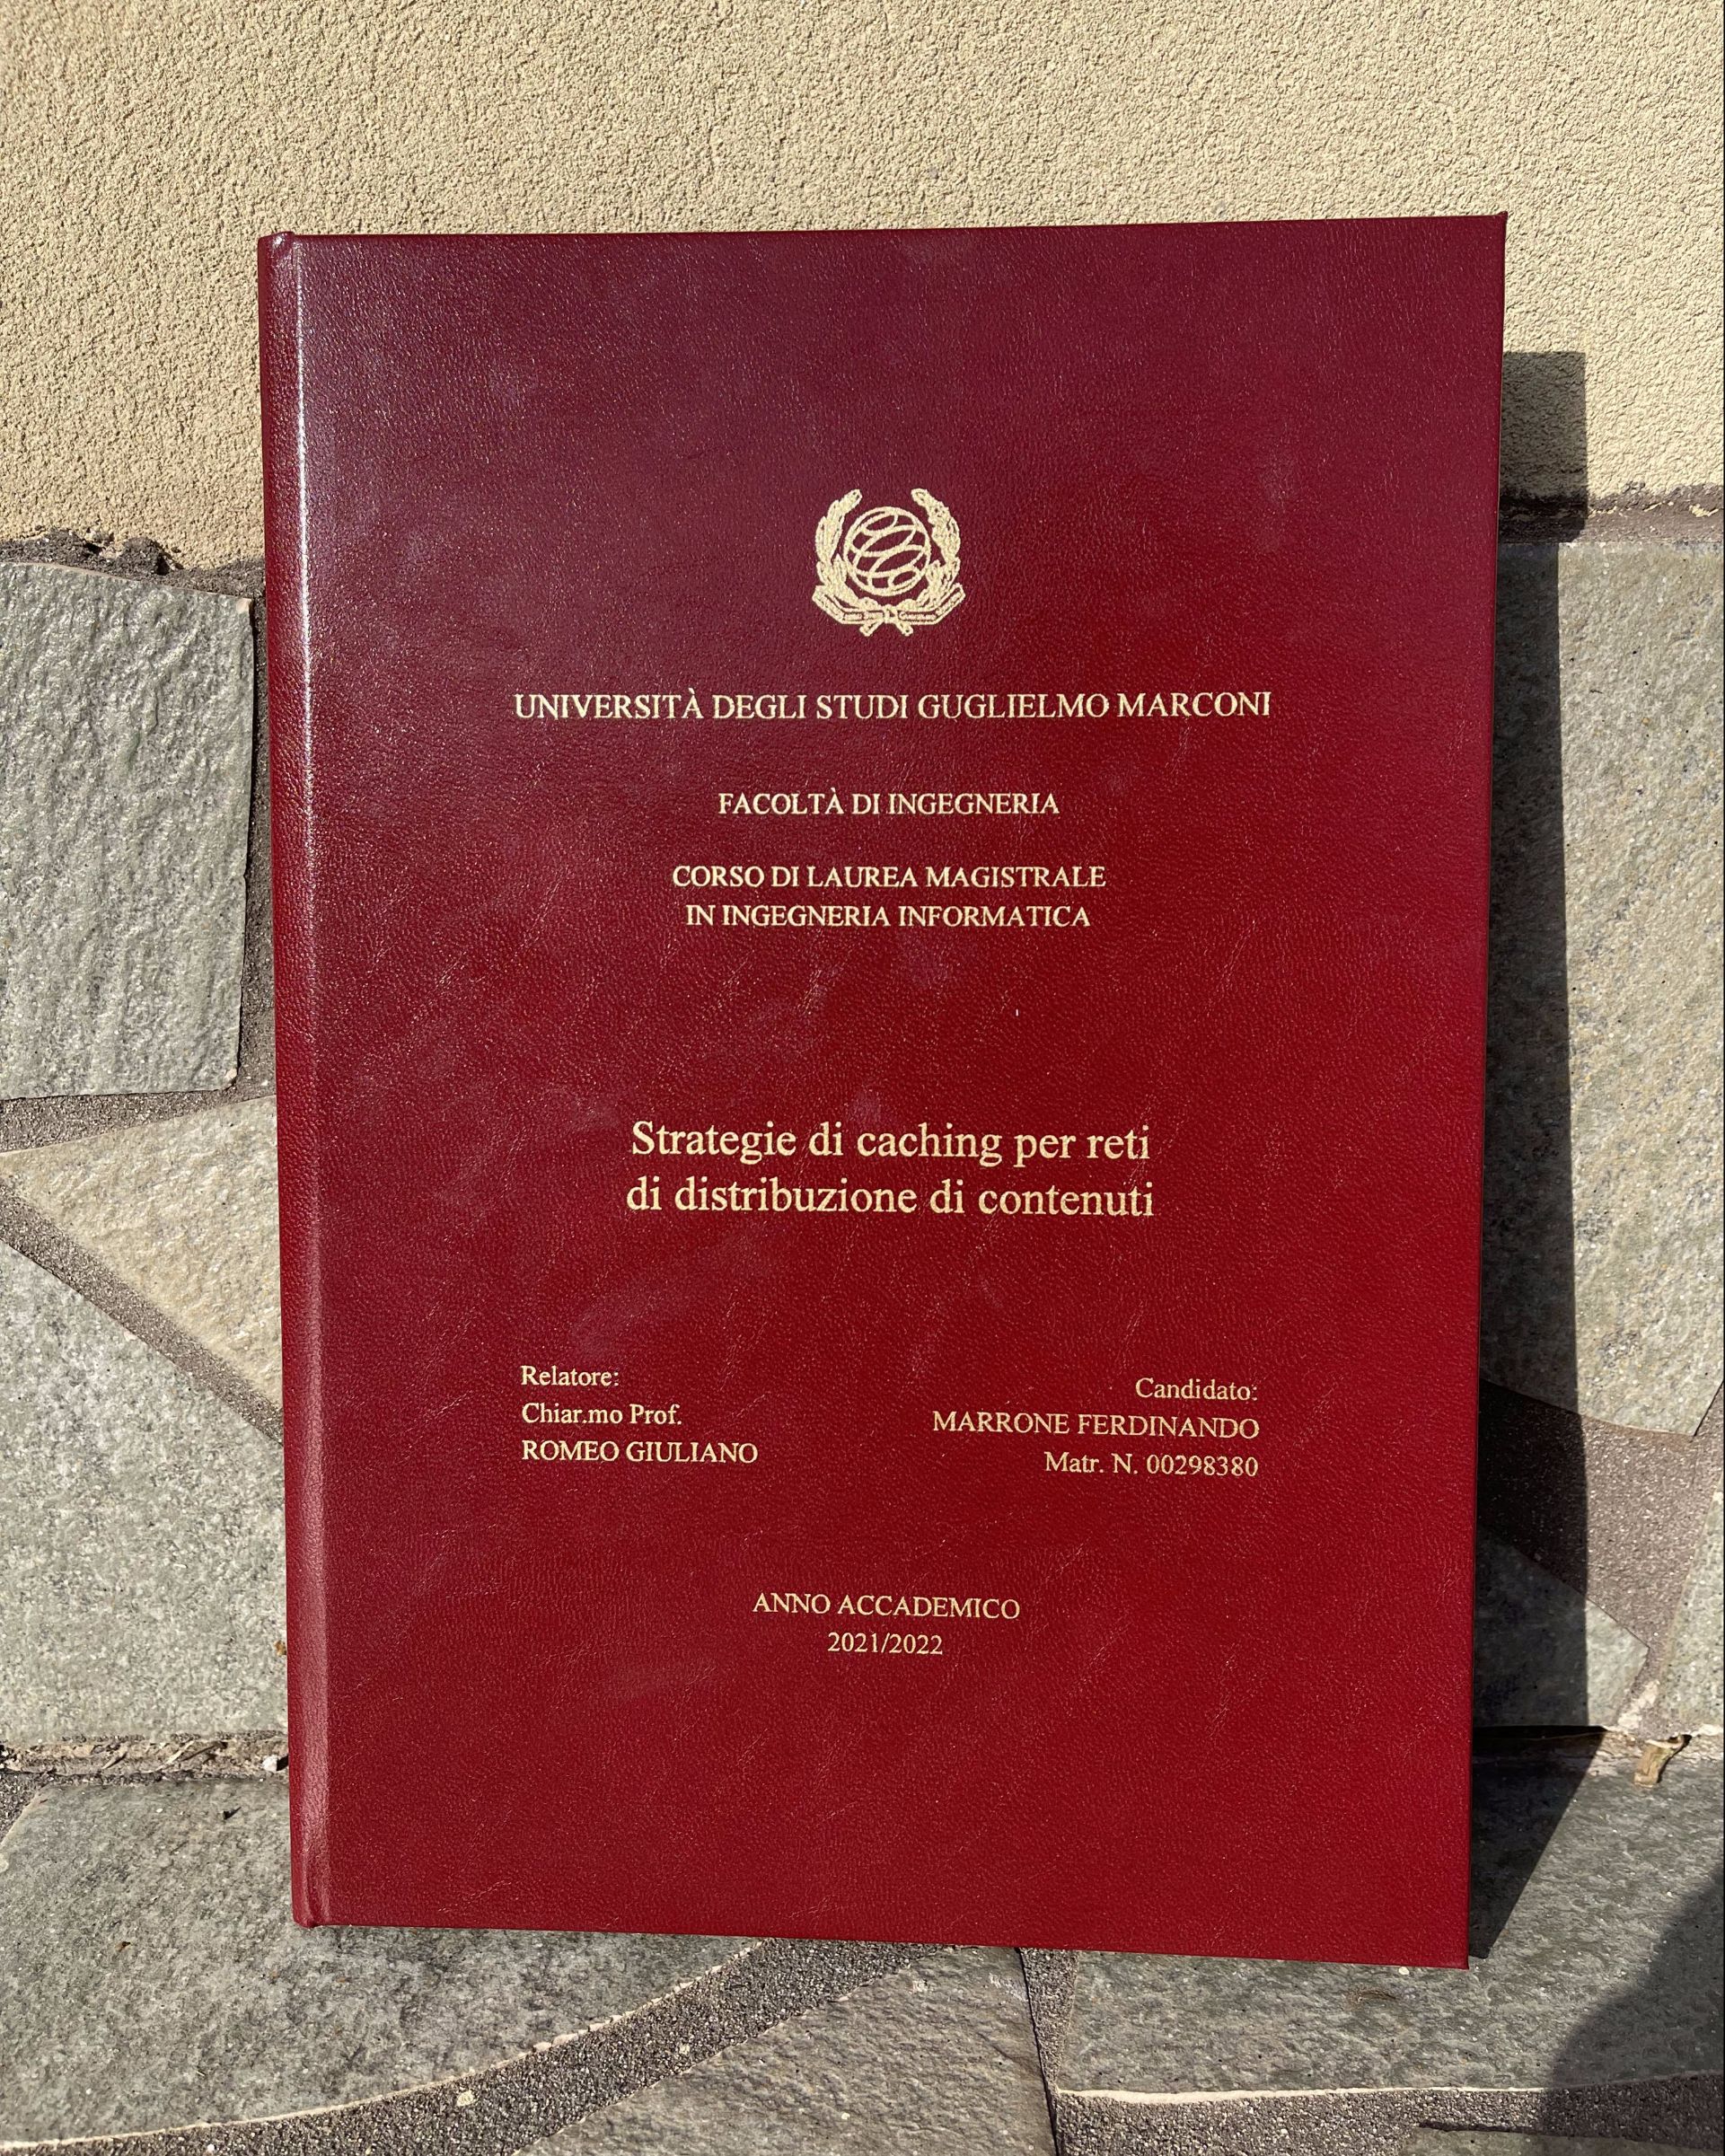 UNIVERSITÀ DEGLI STUDI GUGLIELMO MARCONI
FACOLTÀ DI INGEGNERIA
CORSO DI LAUREA MAGISTRALE
IN INGEGNERIA INFORMATICA
Strategie di caching per reti
di distribuzione di contenuti
Relatore:
Chiar.mo Prof.
ROMEO GIULIANO
Candidato:
MARRONE FERDINANDO
Matr. N. 00298380
ANNO ACCADEMICO
2021/2022